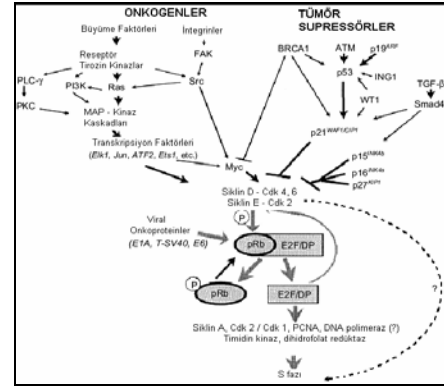 ONKOGENLER
Büyüme Faktörleri
İntegrinler
Reseptör
Tirozin Kinazlar
FAK
PLC-γ
PI3K
Ras
Src
PKC
MAP - Kinaz
Kaskadları
Transkripsiyon Faktörleri
(Elk1, Jun, ATF2, Ets1, etc.)
Myc
TÜMÖR
SUPRESSÖRLER
BRCA1
ATM
p19ARF
p53
ING1
TGF-β
WT1
Smad4
p21WAF1/CIP1
p15INK4b
p16INK4a
p27KIP1
Siklin D - Cdk 4, 6
Siklin E - Cdk 2
P
Viral
Onkoproteinler
(E1A, T-SV40, E6)
pRb
E2F/DP
P
pRb
E2F/DP
?
Siklin A, Cdk 2 / Cdk 1, PCNA, DNA polimeraz (?)
Timidin kinaz, dihidrofolat redüktaz
S fazı